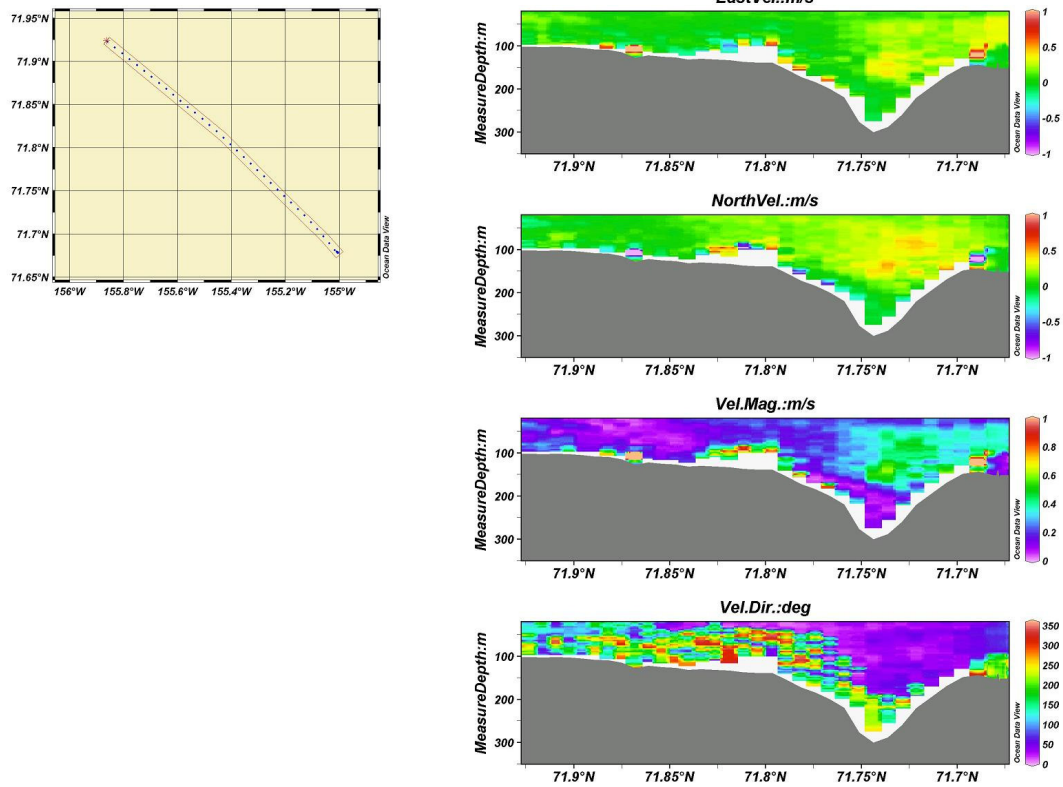 71.95°N
71.9°N
71.85°N
71.8°N
71.75°N
71.7°N
71.65°N
156°W
155.8°W
155.6°W
155.4°W
155.2°W
155°W
Ocean Data View
EastVel.:m/s
MeasureDepth:m
100
200
300
71.9°N
71.85°N
71.8°N
71.75°N
71.7°N
Ocean Data View
1
0.5
0
-0.5
-1
NorthVel.:m/s
MeasureDepth:m
100
200
300
71.9°N
71.85°N
71.8°N
71.75°N
71.7°N
Ocean Data View
1
0.5
0
-0.5
-1
Vel.Mag.:m/s
MeasureDepth:m
100
200
300
71.9°N
71.85°N
71.8°N
71.75°N
71.7°N
Ocean Data View
1
0.8
0.6
0.4
0.2
0
Vel.Dir.:deg
MeasureDepth:m
100
200
300
71.9°N
71.85°N
71.8°N
71.75°N
71.7°N
Ocean Data View
350
300
250
200
150
100
50
0